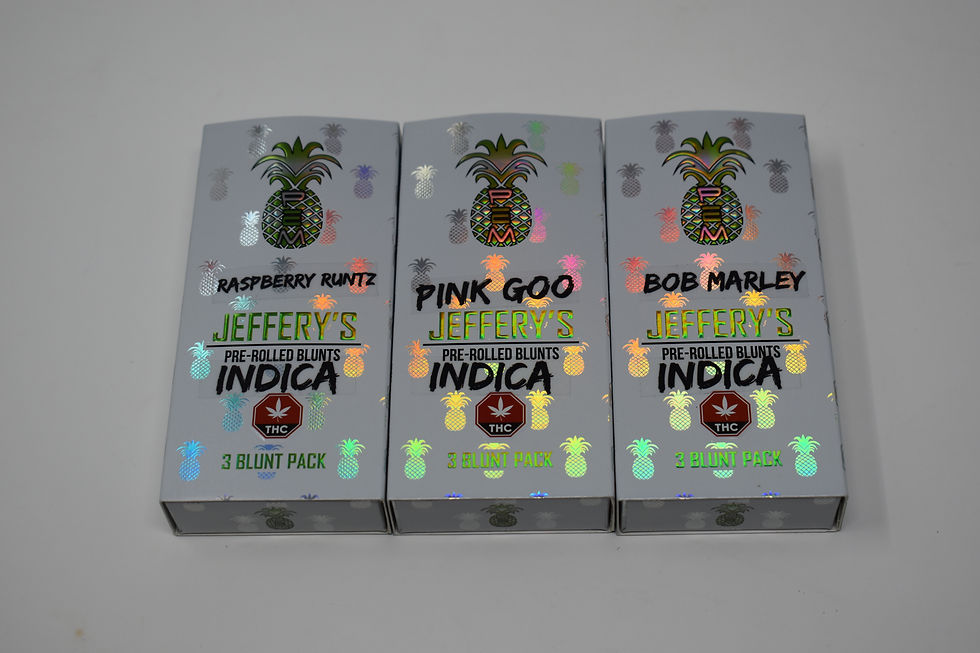 PEM
RASPBERRY RUNTZ
JEFFERY'S
PRE-ROLLED BLUNTS
INDICA
THC
3 BLUNT PACK
PEM
PINK GOO
JEFFERY'S
PRE-ROLLED BLUNTS
INDICA
THC
3 BLUNT PACK
PEM
BOB MARLEY
JEFFERY'S
PRE-ROLLED BLUNTS
INDICA
THC
3 BLUNT PACK